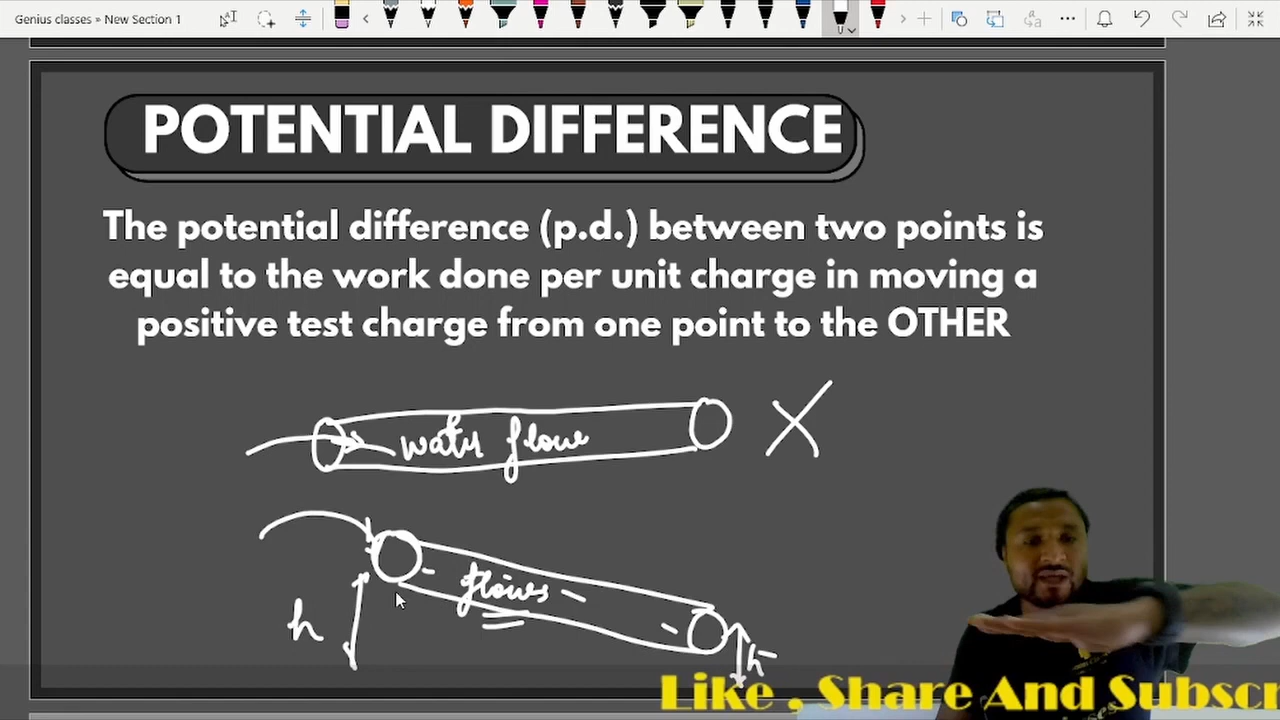 Genius classes » New Section 1
POTENTIAL DIFFERENCE
The potential difference (p.d.) between two points is
equal to the work done per unit charge in moving a
positive test charge from one point to the OTHER
water flow
flows
h
h
Like , Share And Subscr